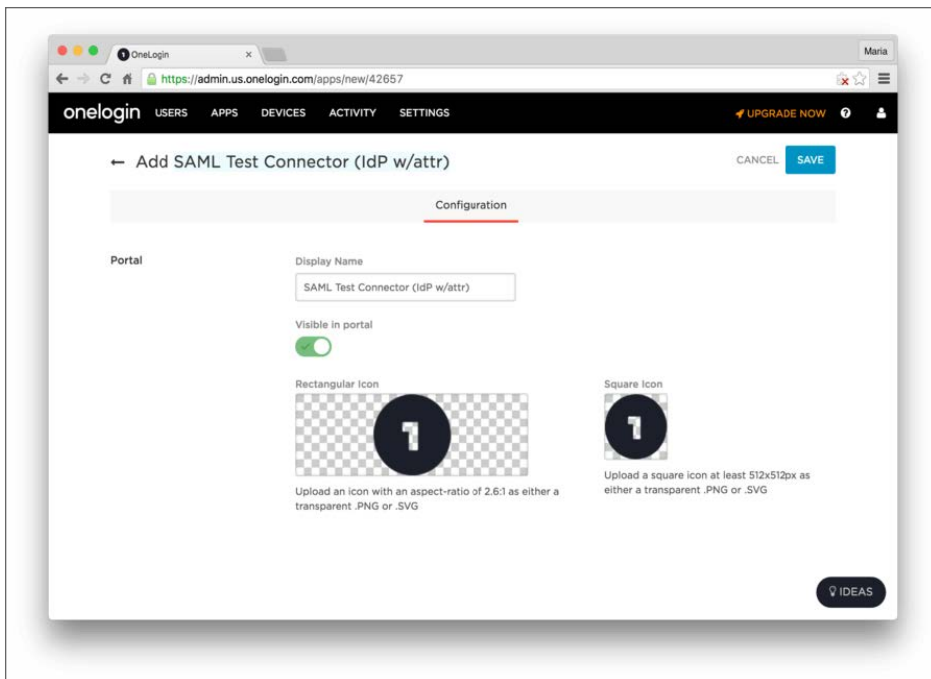 OneLogin
Maria
https://admin.us.onelogin.com/apps/new/42657
onelogin USERS APPS DEVICES ACTIVITY SETTINGS UPGRADE NOW ?
← Add SAML Test Connector (IdP w/attr) CANCEL SAVE
Configuration
Portal
Display Name
SAML Test Connector (IdP w/attr)
Visible in portal
Rectangular Icon
1
Upload an icon with an aspect-ratio of 2.6:1 as either a
transparent .PNG or .SVG
Square Icon
1
Upload a square icon at least 512x512px as
either a transparent .PNG or .SVG
IDEAS